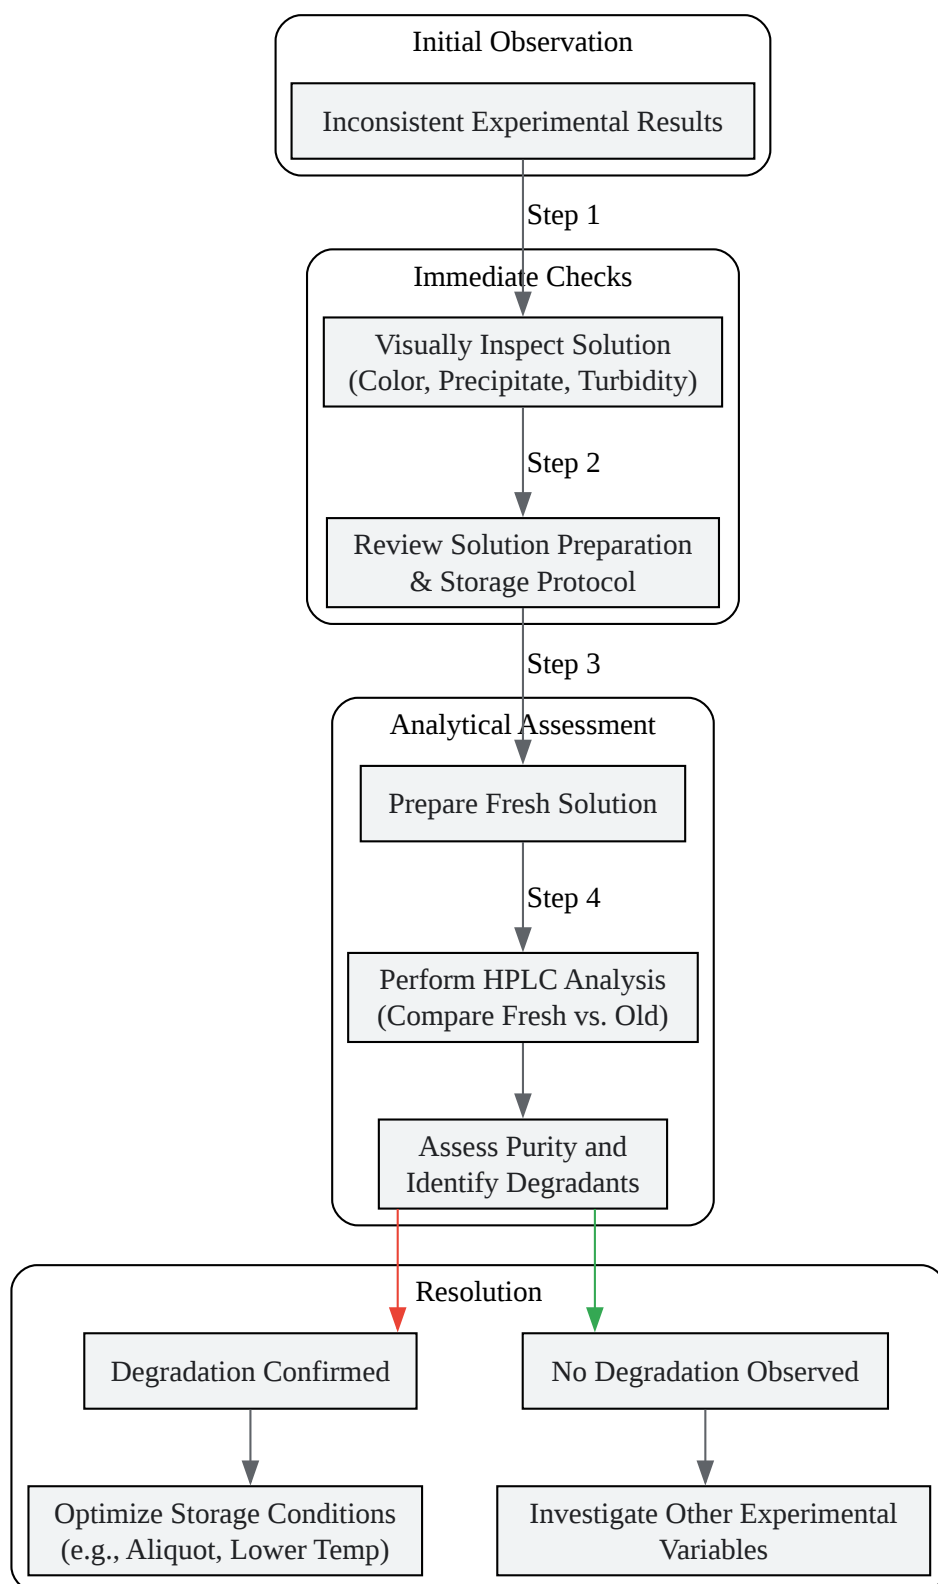 Initial Observation
Inconsistent Experimental Results
Step 1
Immediate Checks
Visually Inspect Solution
(Color, Precipitate, Turbidity)
Step 2
Review Solution Preparation
& Storage Protocol
Step 3
Analytical Assessment
Prepare Fresh Solution
Step 4
Perform HPLC Analysis
(Compare Fresh vs. Old)
Assess Purity and
Identify Degradants
Resolution
Degradation Confirmed
No Degradation Observed
Optimize Storage Conditions
(e.g., Aliquot, Lower Temp)
Investigate Other Experimental
Variables